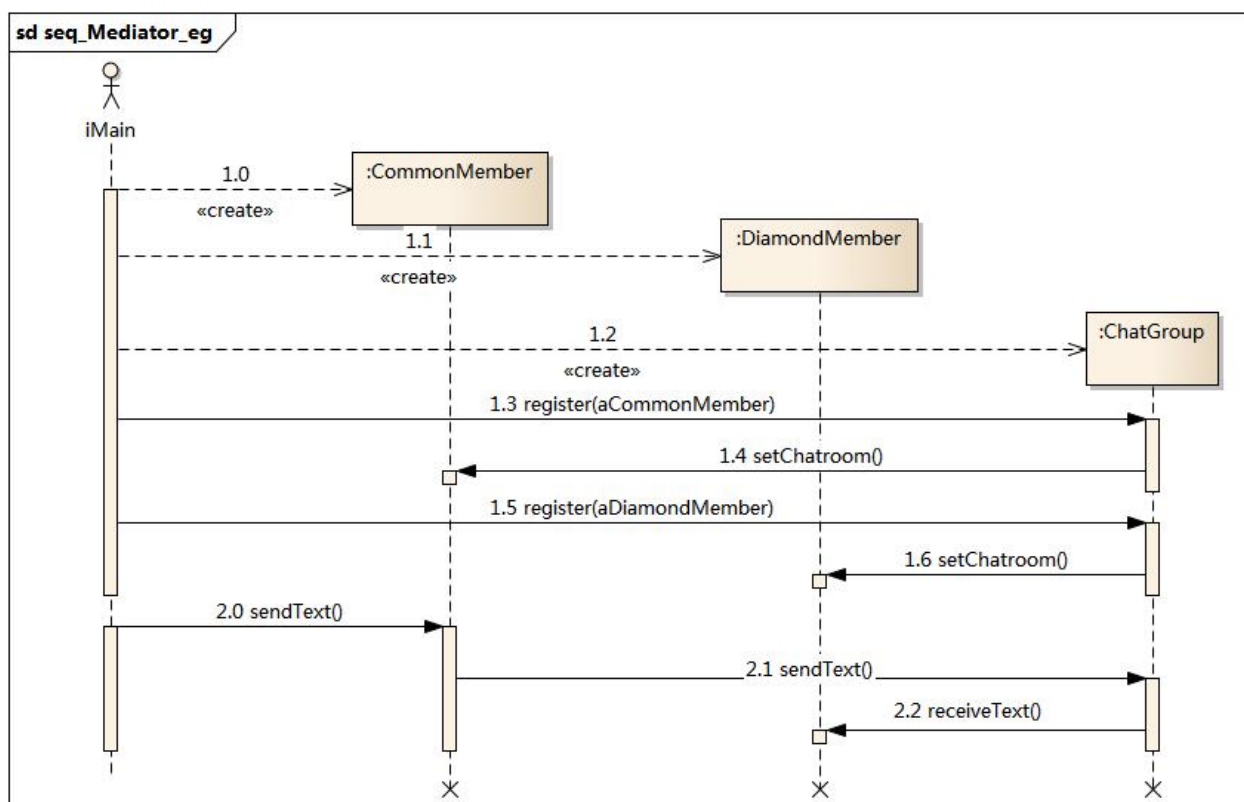 sd seq_Mediator_eg
iMain
1.0
«create»
:CommonMember
1.1
«create»
:DiamondMember
1.2
«create»
:ChatGroup
1.3 register(aCommonMember)
1.4 setChatroom()
1.5 register(aDiamondMember)
1.6 setChatroom()
2.0 sendText()
2.1 sendText()
2.2 receiveText()